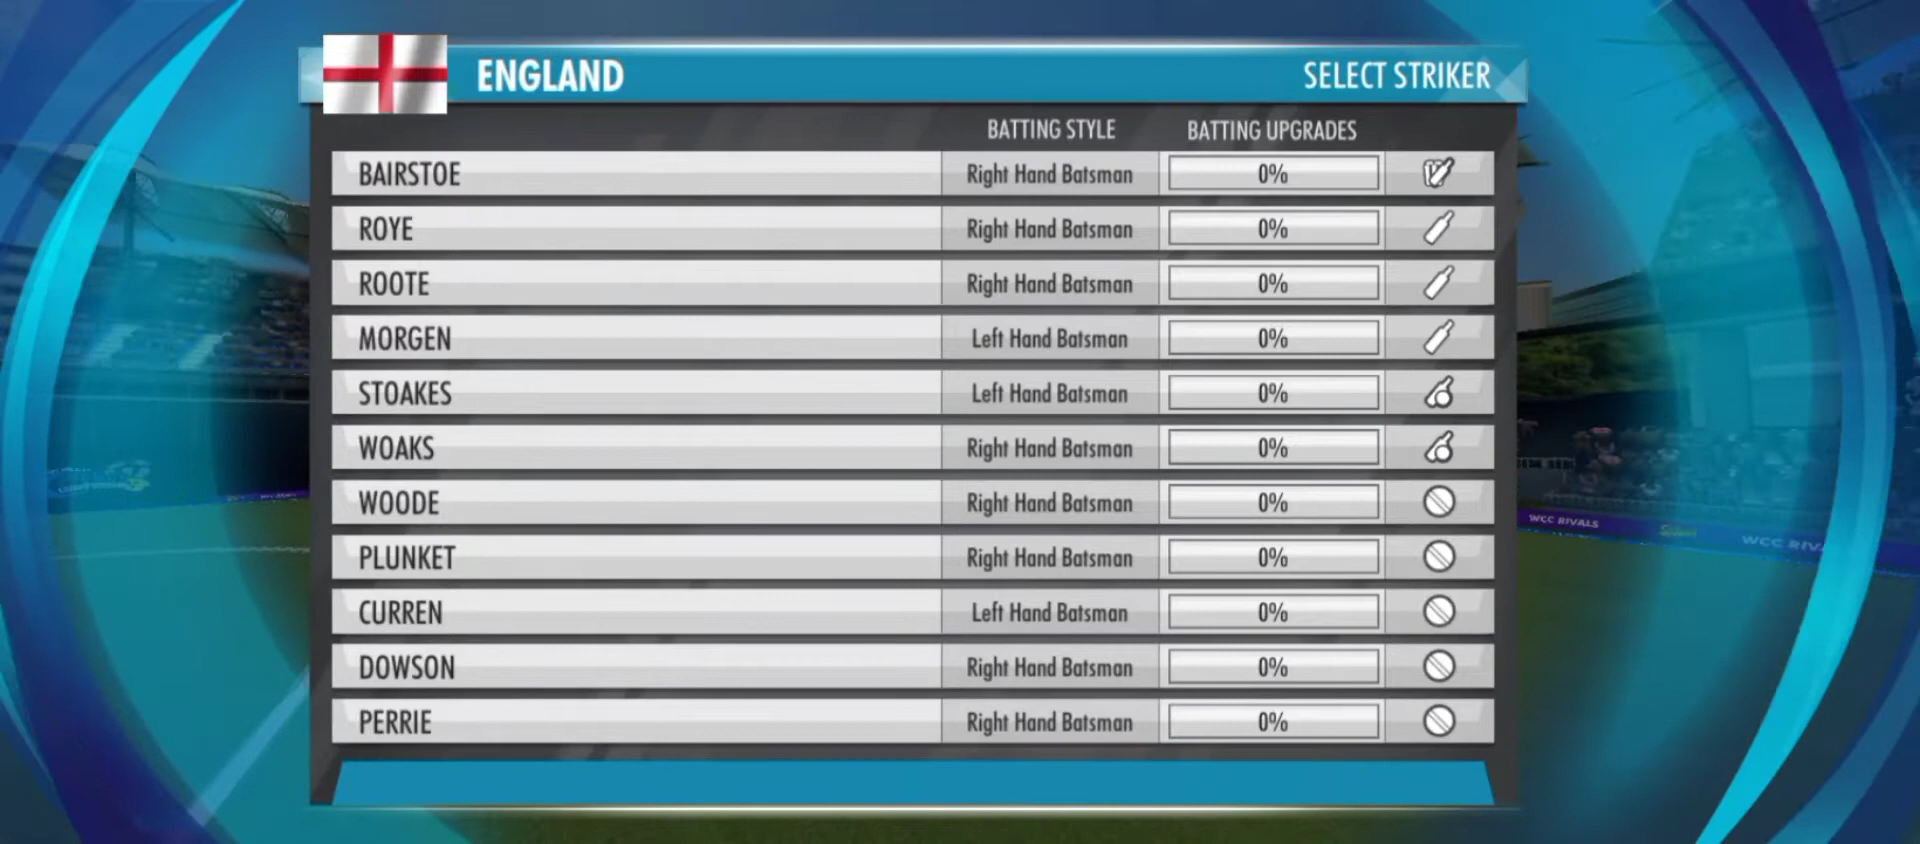 ENGLAND SELECT STRIKER
BATTING STYLE BATTING UPGRADES
BAIRSTOE Right Hand Batsman 0%
ROYE Right Hand Batsman 0%
ROOTE Right Hand Batsman 0%
MORGEN Left Hand Batsman 0%
STOAKES Left Hand Batsman 0%
WOAKS Right Hand Batsman 0%
WOODE Right Hand Batsman 0%
PLUNKET Right Hand Batsman 0%
CURREN Left Hand Batsman 0%
DOWSON Right Hand Batsman 0%
PERRIE Right Hand Batsman 0%
WCC RIVALS
WCC RIV